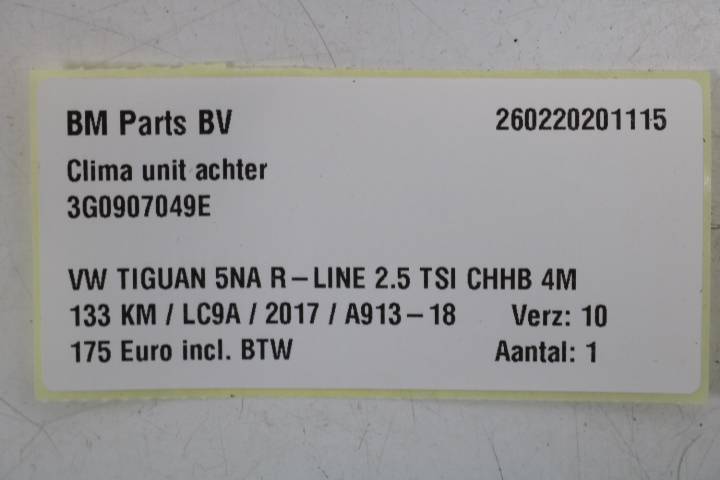 BM Parts BV 260220201115
Clima unit achter
3G0907049E
VW TIGUAN 5NA R-LINE 2.5 TSI CHHB 4M
133 KM / LC9A / 2017 / A913-18 Verz: 10
175 Euro incl. BTW Aantal: 1